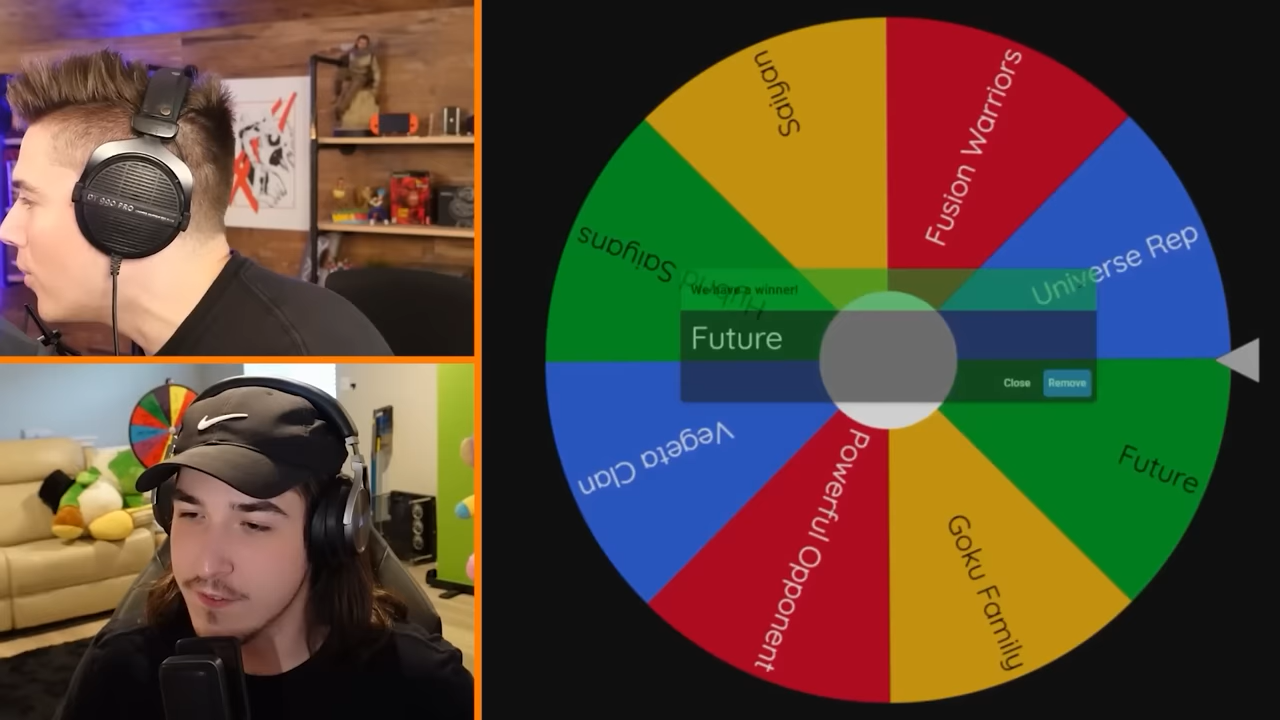 DT 990 PRO
Saiyan
Fusion Warriors
Universe Rep
Hybrid Saiyans
We have a winner!
Future
Close
Remove
Vegeta Clan
Powerful Opponent
Goku Family
Future